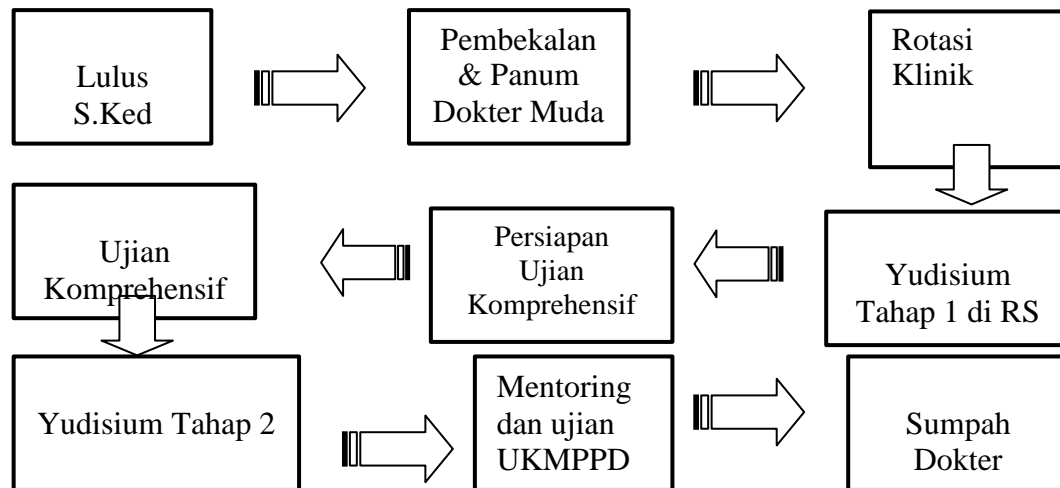 Lulus
S.Ked
Pembekalan
& Panum
Dokter Muda
Rotasi
Klinik
Yudisium
Tahap 1 di RS
Persiapan
Ujian
Komprehensif
Ujian
Komprehensif
Yudisium Tahap 2
Mentoring
dan ujian
UKMPPD
Sumpah
Dokter